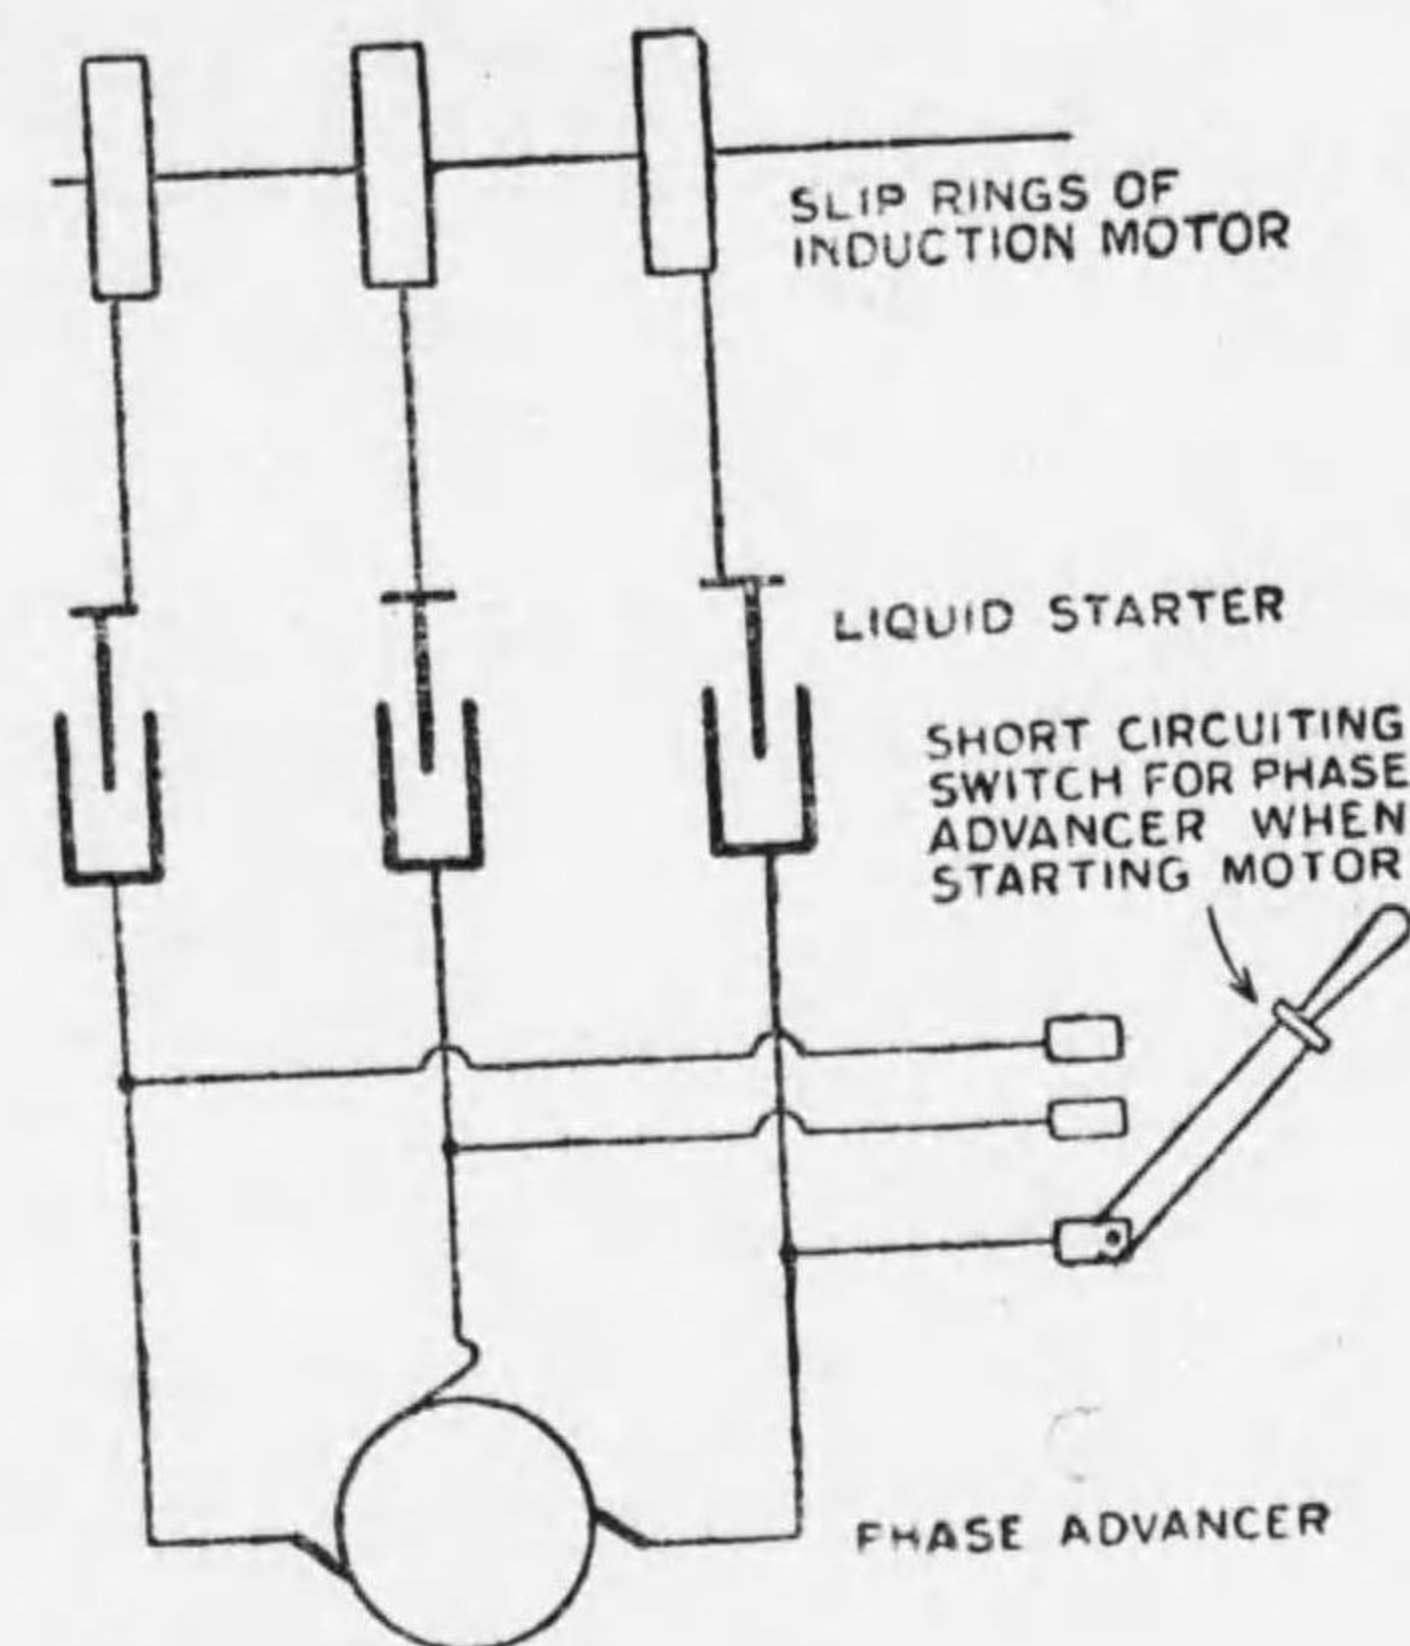 SLIP RINGS OF
INDUCTION MOTOR
LIQUID STARTER
SHORT CIRCUITING
SWITCH FOR PHASE
ADVANCER WHEN
STARTING MOTOR
PHASE ADVANCER